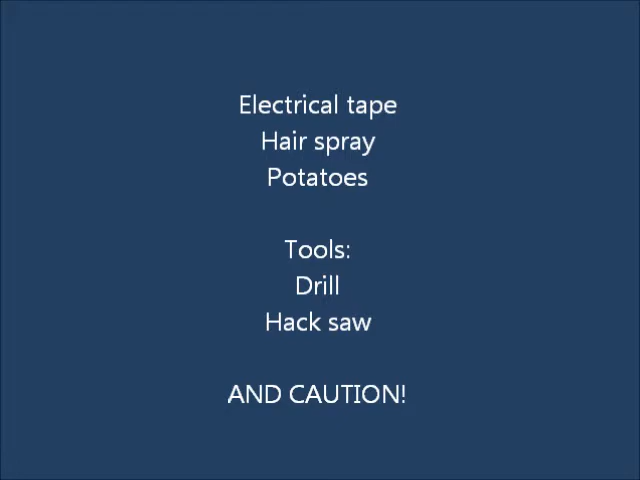 Electrical tape
Hair spray
Potatoes
Tools:
Drill
Hack saw
AND CAUTION!